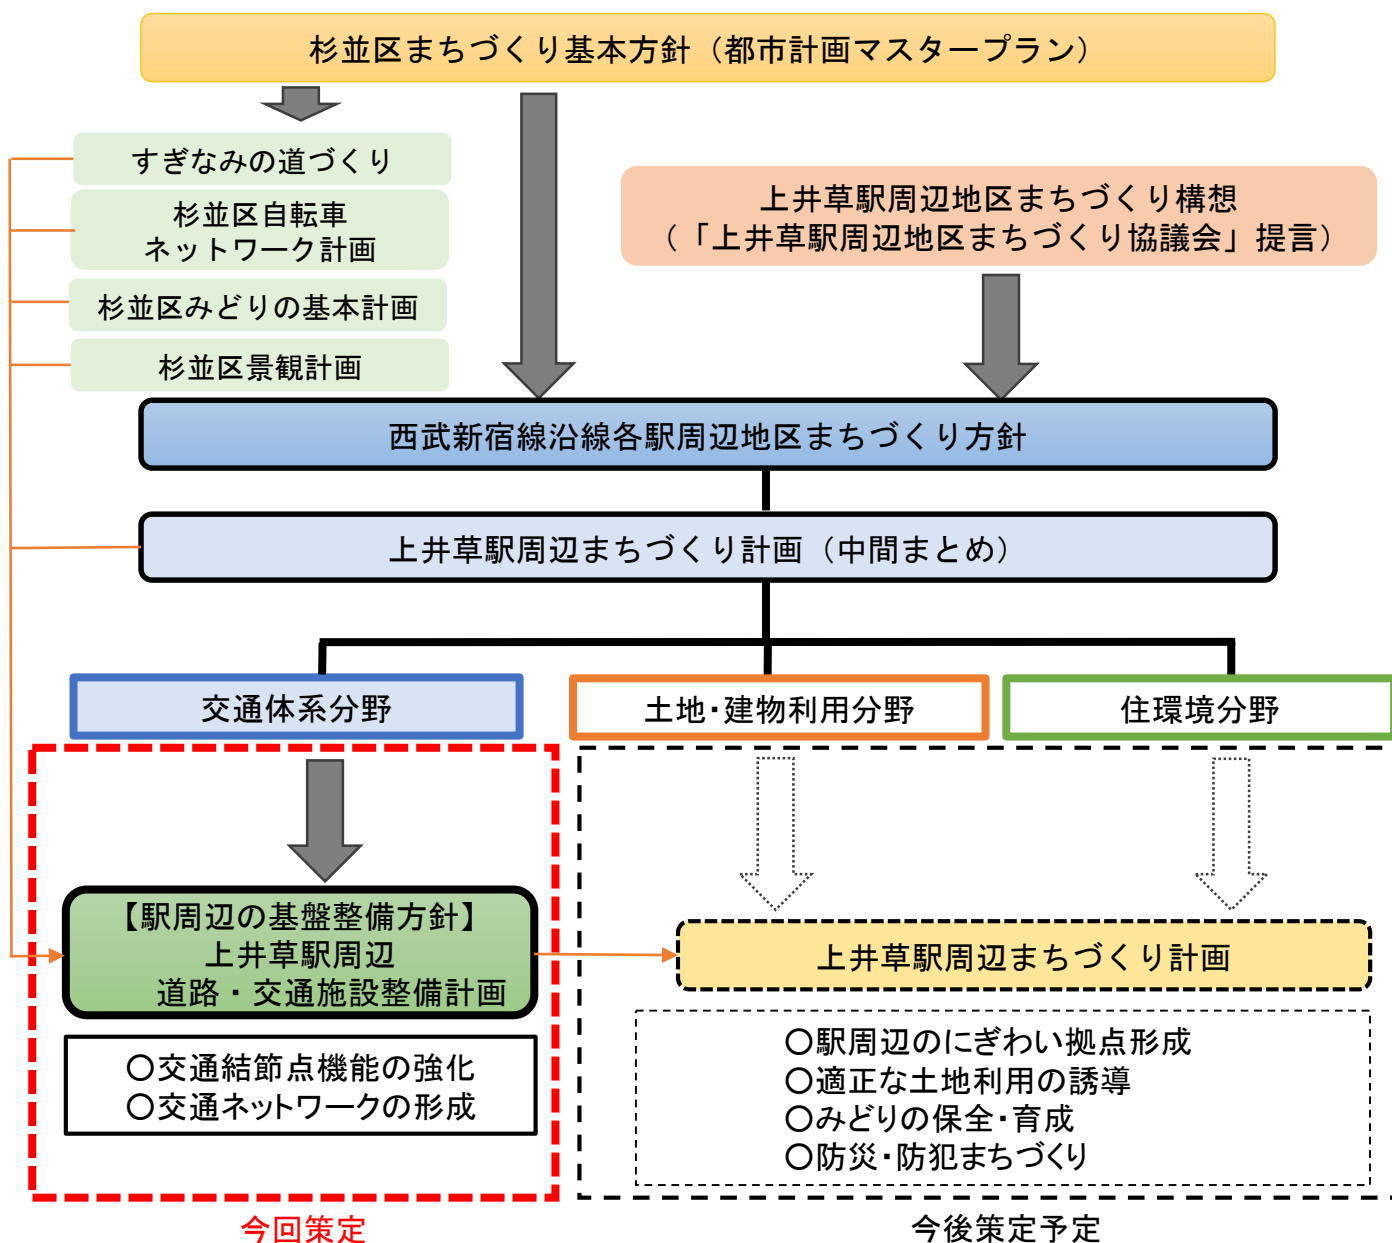 杉並区まちづくり基本方針（都市計画マスタープラン）
すぎなみの道づくり
杉並区自転車
ネットワーク計画
杉並区みどりの基本計画
杉並区景観計画
上井草駅周辺地区まちづくり構想
（「上井草駅周辺地区まちづくり協議会」提言）
西武新宿線沿線各駅周辺地区まちづくり方針
上井草駅周辺まちづくり計画（中間まとめ）
交通体系分野
土地・建物利用分野
住環境分野
【駅周辺の基盤整備方針】
上井草駅周辺
道路・交通施設整備計画
○交通結節点機能の強化
○交通ネットワークの形成
上井草駅周辺まちづくり計画
○駅周辺のにぎわい拠点形成
○適正な土地利用の誘導
○みどりの保全・育成
○防災・防犯まちづくり
今回策定
今後策定予定